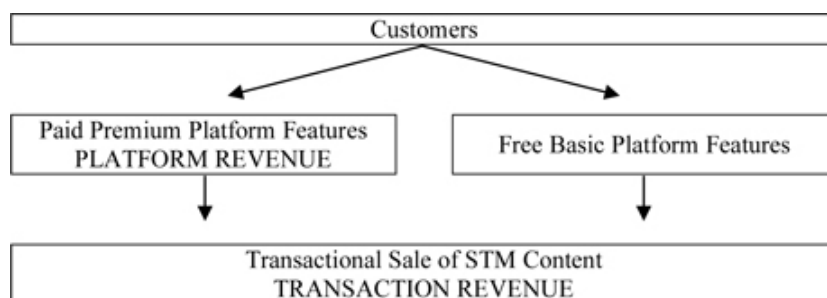 Customers
Paid Premium Platform Features
PLATFORM REVENUE
Free Basic Platform Features
Transactional Sale of STM Content
TRANSACTION REVENUE